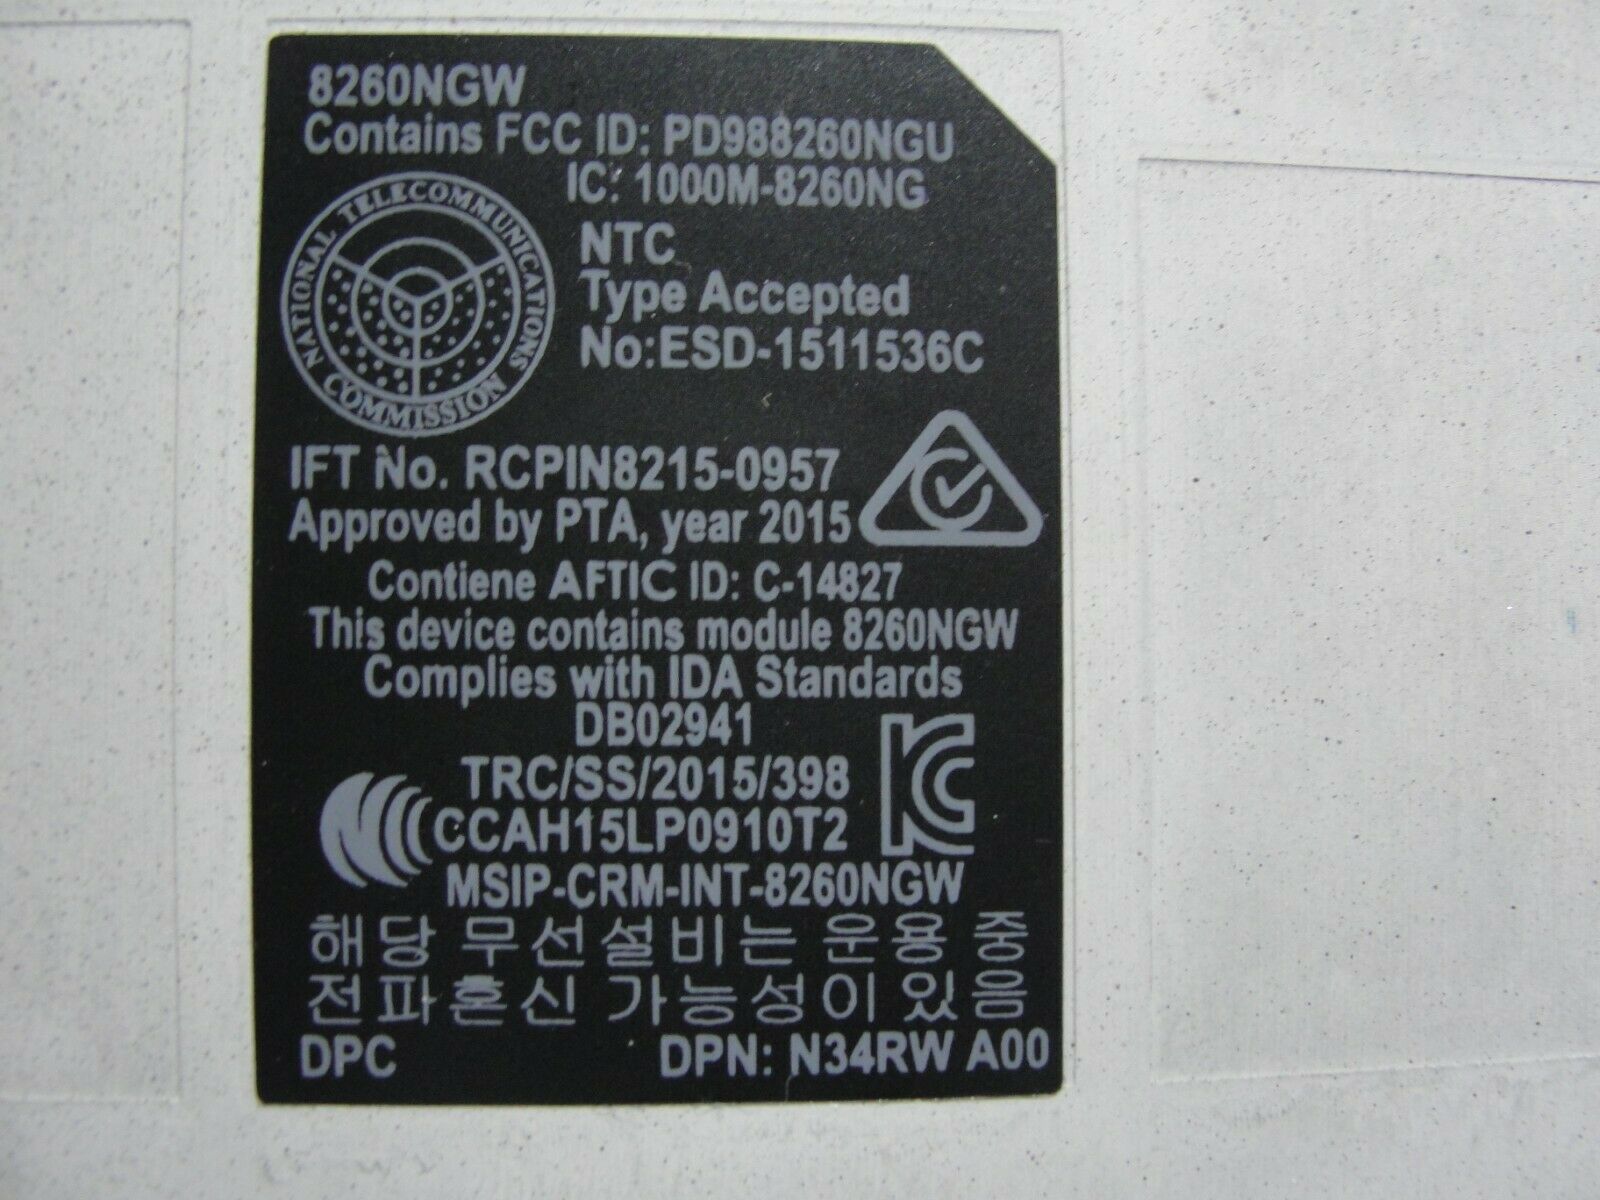 8260NGW
Contains FCC ID: PD988260NGU
IC: 1000M-8260NG
NATIONAL TELECOMMUNICATIONS COMMISSION
NTC
Type Accepted
No:ESD-1511536C
IFT No. RCPIN8215-0957
Approved by PTA, year 2015
Contiene AFTIC ID: C-14827
This device contains module 8260NGW
Complies with IDA Standards
DB02941
TRC/SS/2015/398
CCAH15LP0910T2
MSIP-CRM-INT-8260NGW
해당 무선설비는 운용 중
전파혼신 가능성이 있음
DPC DPN: N34RW A00